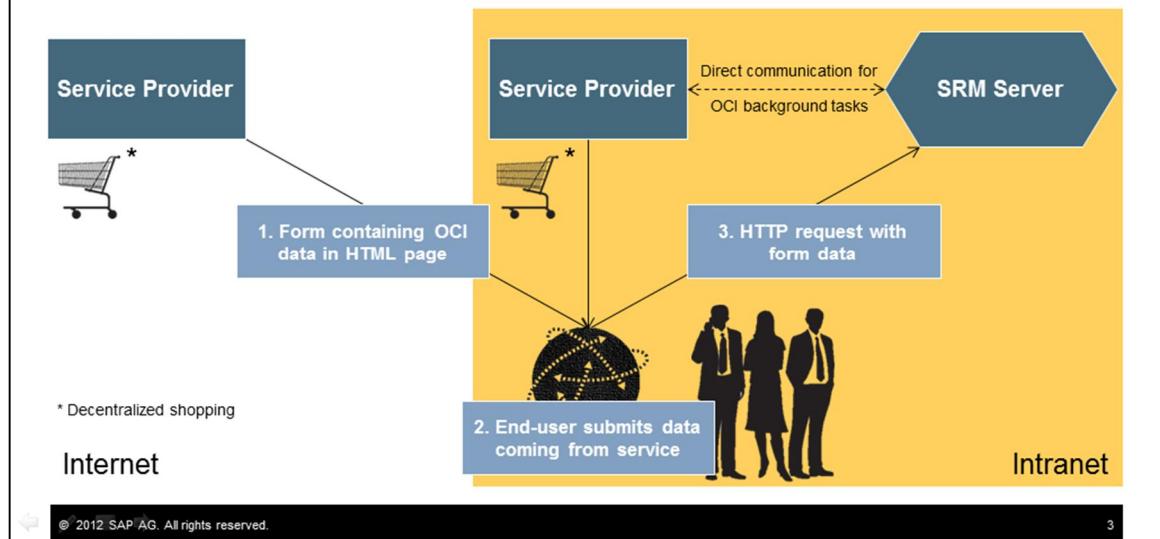 Service Provider
*
Service Provider
*
Direct communication for
OCI background tasks
SRM Server
1. Form containing OCI
data in HTML page
3. HTTP request with
form data
2. End-user submits data
coming from service
* Decentralized shopping
Internet
Intranet
© 2012 SAP AG. All rights reserved.
3